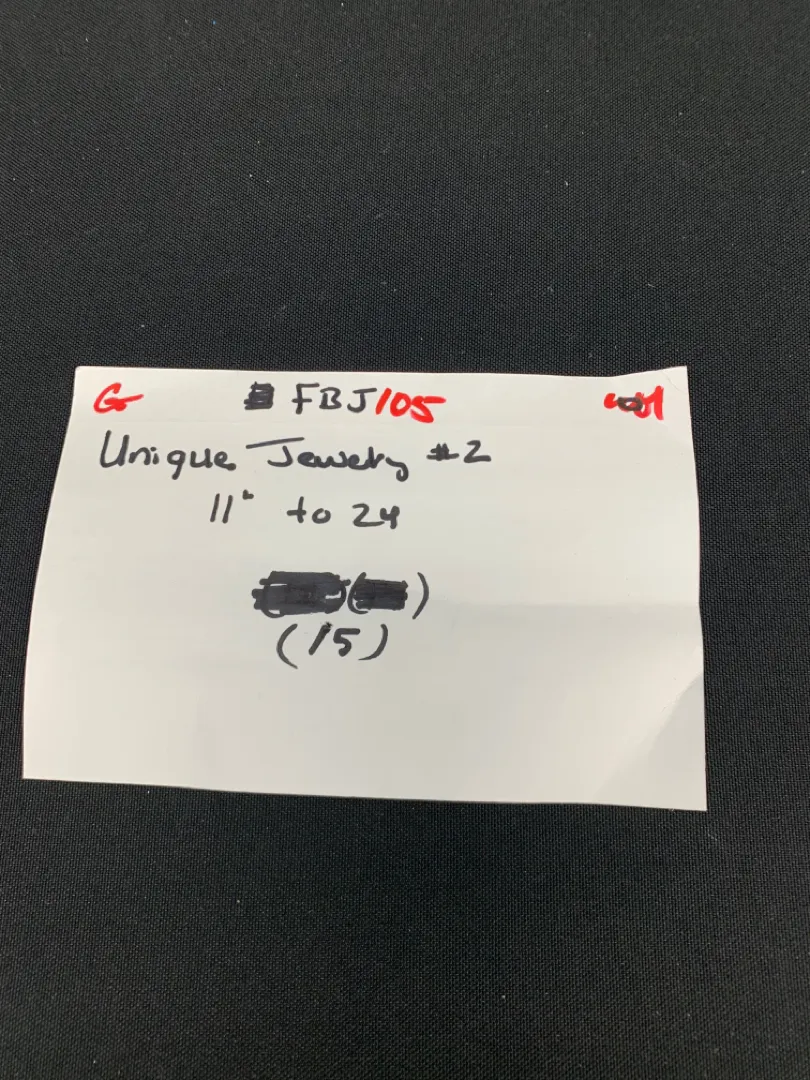 G FBJ105
Unique Jewelry #2
11" to 24
(15)